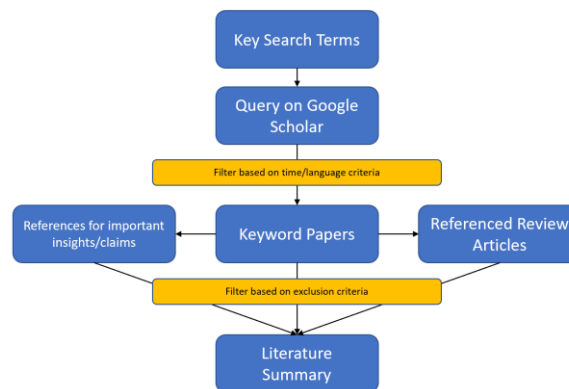 Key Search Terms
Query on Google
Scholar
Filter based on time/language criteria
References for important
insights/claims
Keyword Papers
Referenced Review
Articles
Filter based on exclusion criteria
Literature
Summary